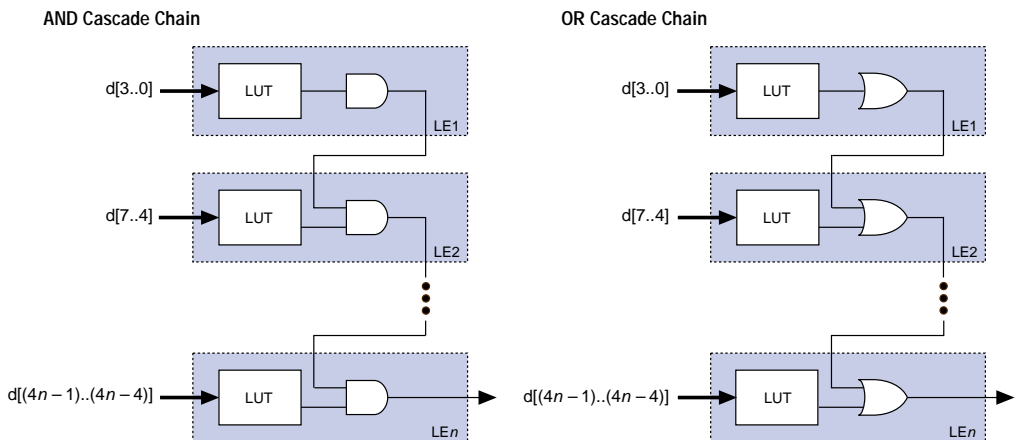 AND Cascade Chain
d[3..0]
LUT
LE1
d[7..4]
LUT
LE2
d[(4n – 1)..(4n – 4)]
LUT
LEn
OR Cascade Chain
d[3..0]
LUT
LE1
d[7..4]
LUT
LE2
d[(4n – 1)..(4n – 4)]
LUT
LEn